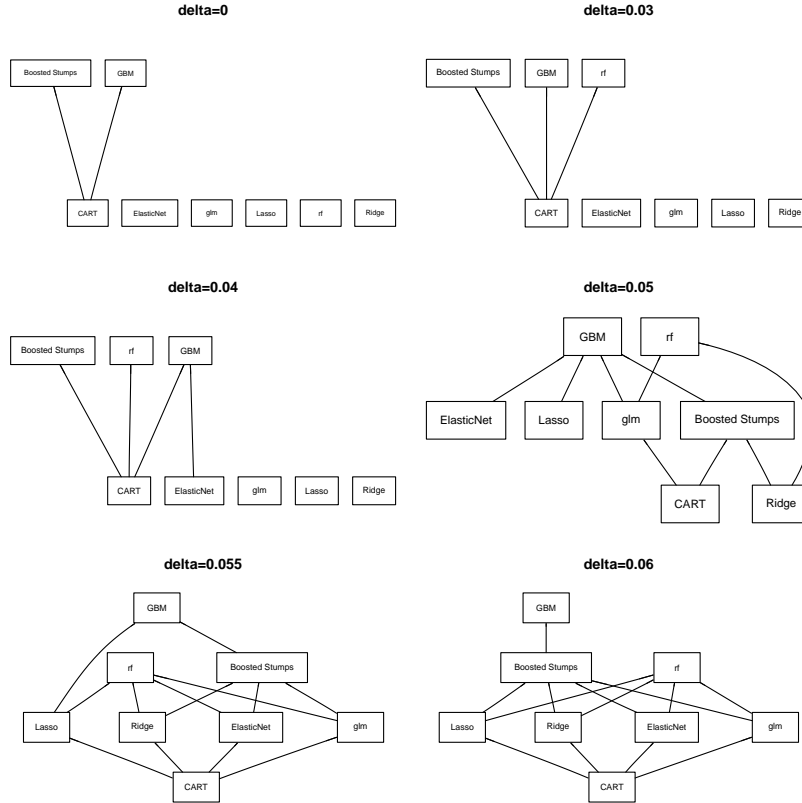 delta=0
Boosted Stumps GBM
CART ElasticNet glm Lasso rf Ridge
delta=0.03
Boosted Stumps GBM rf
CART ElasticNet glm Lasso Ridge
delta=0.04
Boosted Stumps rf GBM
CART ElasticNet glm Lasso Ridge
delta=0.05
GBM rf
ElasticNet Lasso glm Boosted Stumps
CART Ridge
delta=0.055
GBM
rf Boosted Stumps
Lasso Ridge ElasticNet glm
CART
delta=0.06
GBM
Boosted Stumps rf
Lasso Ridge ElasticNet glm
CART